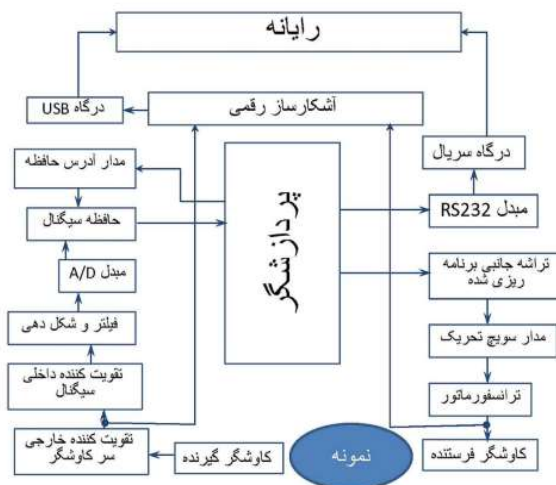 رایانه
آشکارساز رقمی
درگاه USB
درگاه سریال
مدار آدرس حافظه
پردازشگر
مبدل RS232
حافظه سیگنال
مبدل A/D
تراشه جانبی برنامه
ریزی شده
فیلتر و شکل دهی
مدار سویچ تحریک
تقویت کننده داخلی
سیگنال
ترانسفورماتور
تقویت کننده خارجی
سر کاوشگر
کاوشگر گیرنده
نمونه
کاوشگر فرستنده